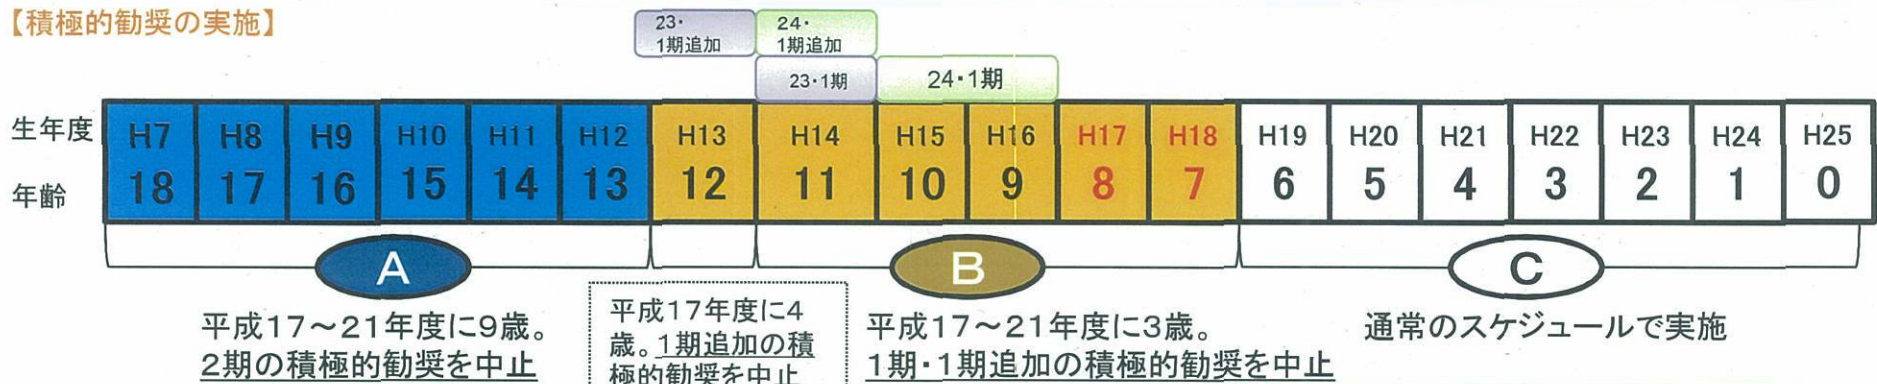 【積極的勧奨の実施】
23・
1期追加
24・
1期追加
23・1期
24・1期
生年度 H7 H8 H9 H10 H11 H12 H13 H14 H15 H16 H17 H18 H19 H20 H21 H22 H23 H24 H25
年齢 18 17 16 15 14 13 12 11 10 9 8 7 6 5 4 3 2 1 0
A
B
C
平成17～21年度に9歳。
2期の積極的勧奨を中止
平成17年度に4
歳。1期追加の積
極的勧奨を中止
平成17～21年度に3歳。
1期・1期追加の積極的勧奨を中止
通常のスケジュールで実施